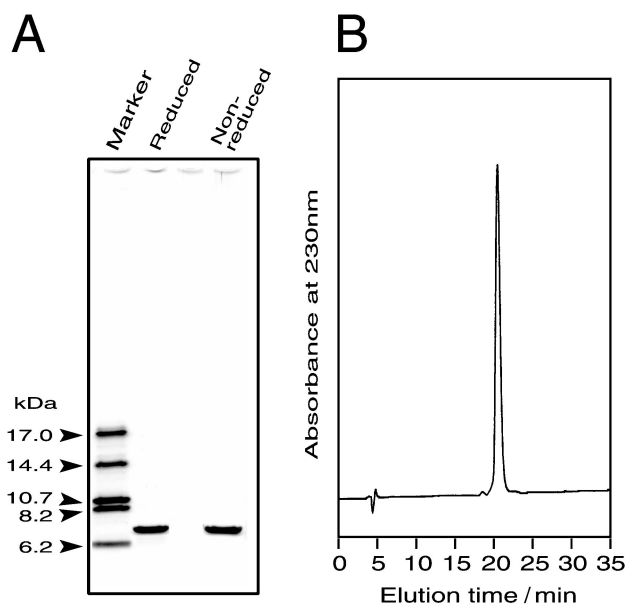 A
B
Marker
Reduced
Non-
reduced
kDa
17.0
14.4
10.7
8.2
6.2
Absorbance at 230nm
0 5 10 15 20 25 30 35
Elution time / min